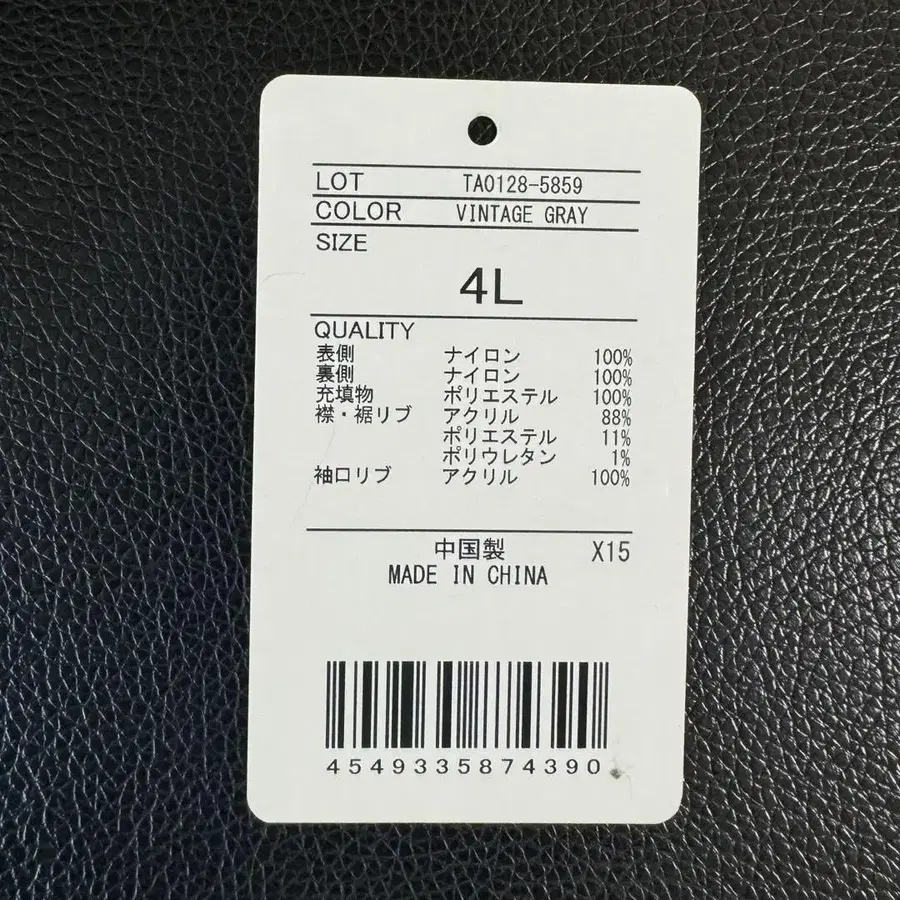 LOT TA0128-5859
COLOR VINTAGE GRAY
SIZE
4L
QUALITY
表側 ナイロン 100%
裏側 ナイロン 100%
充填物 ポリエステル 100%
襟・裾リブ アクリル 88%
ポリエステル 11%
ポリウレタン 1%
袖口リブ アクリル 100%
中国製 X15
MADE IN CHINA
4549335874390